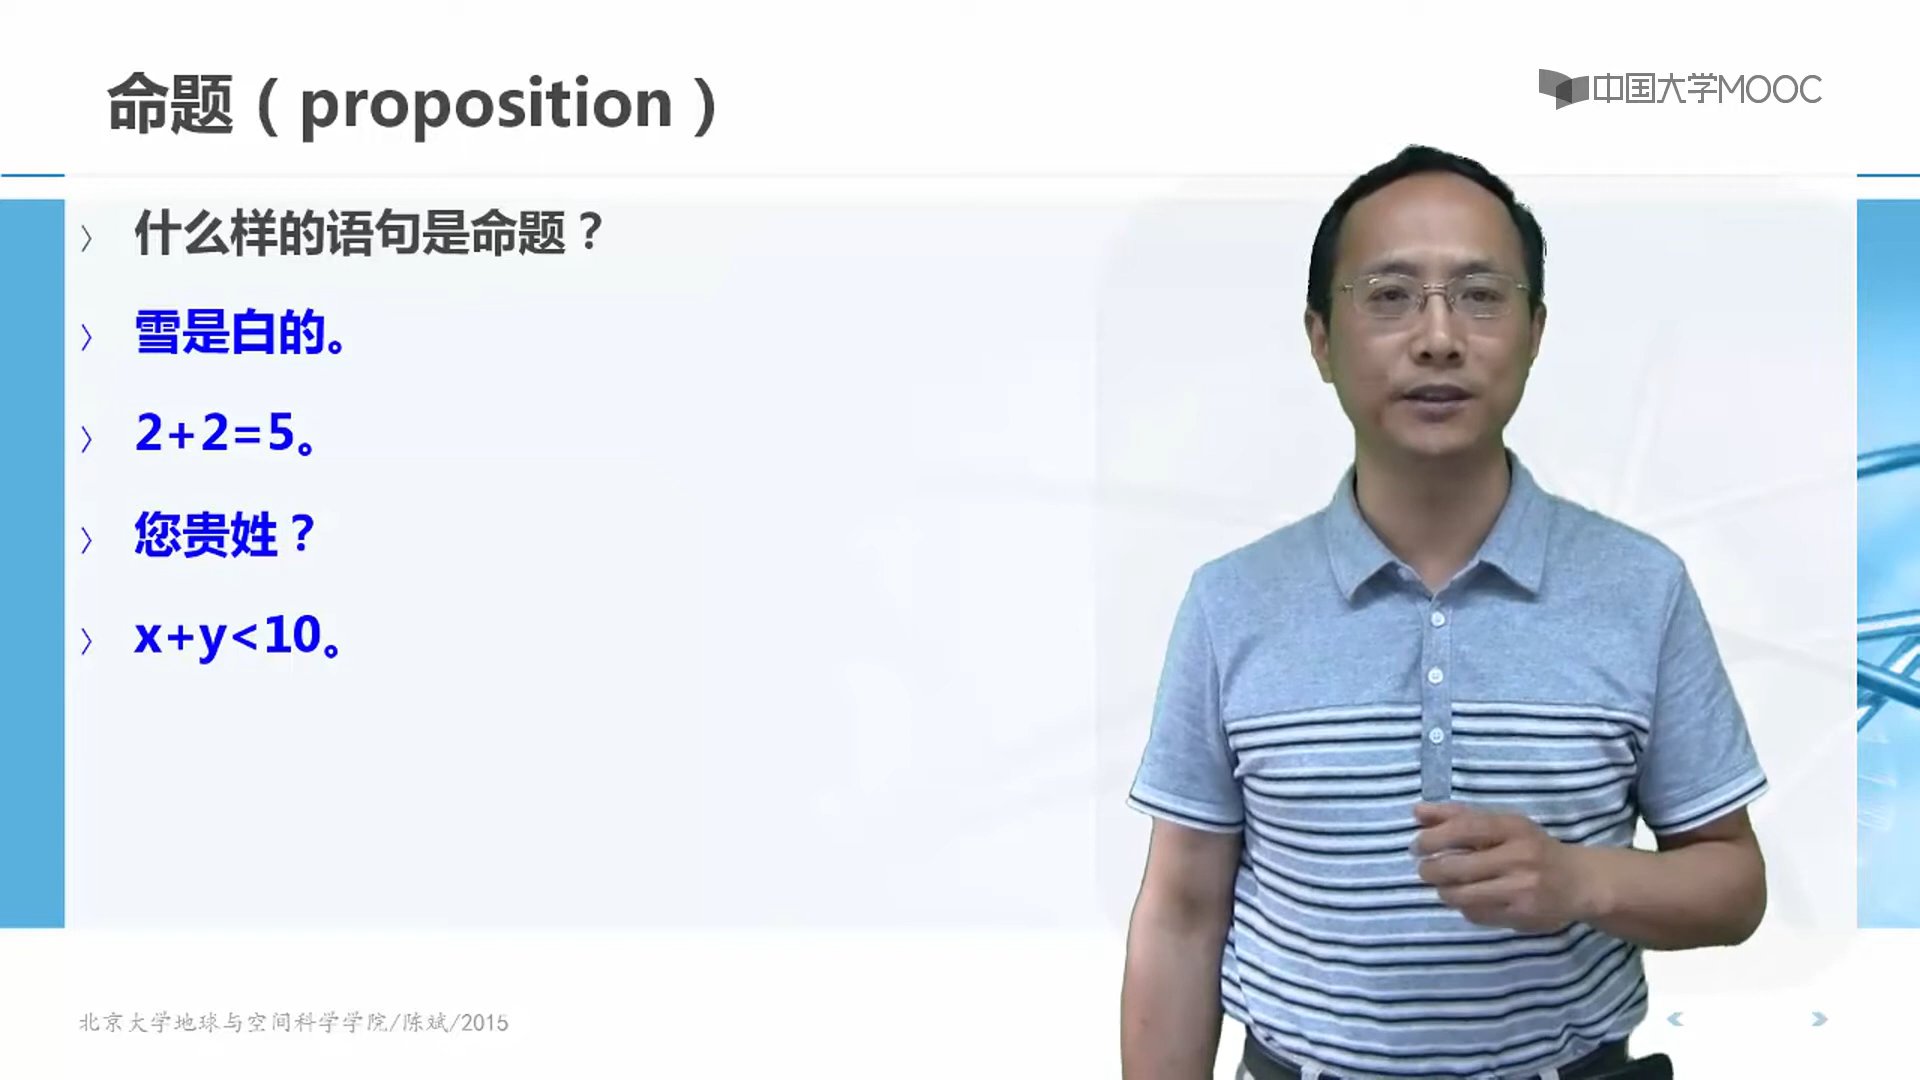 命题（proposition）
中国大学MOOC
什么样的语句是命题？
雪是白的。
2+2=5。
您贵姓？
x+y<10。
北京大学地球与空间科学学院/陈斌/2015